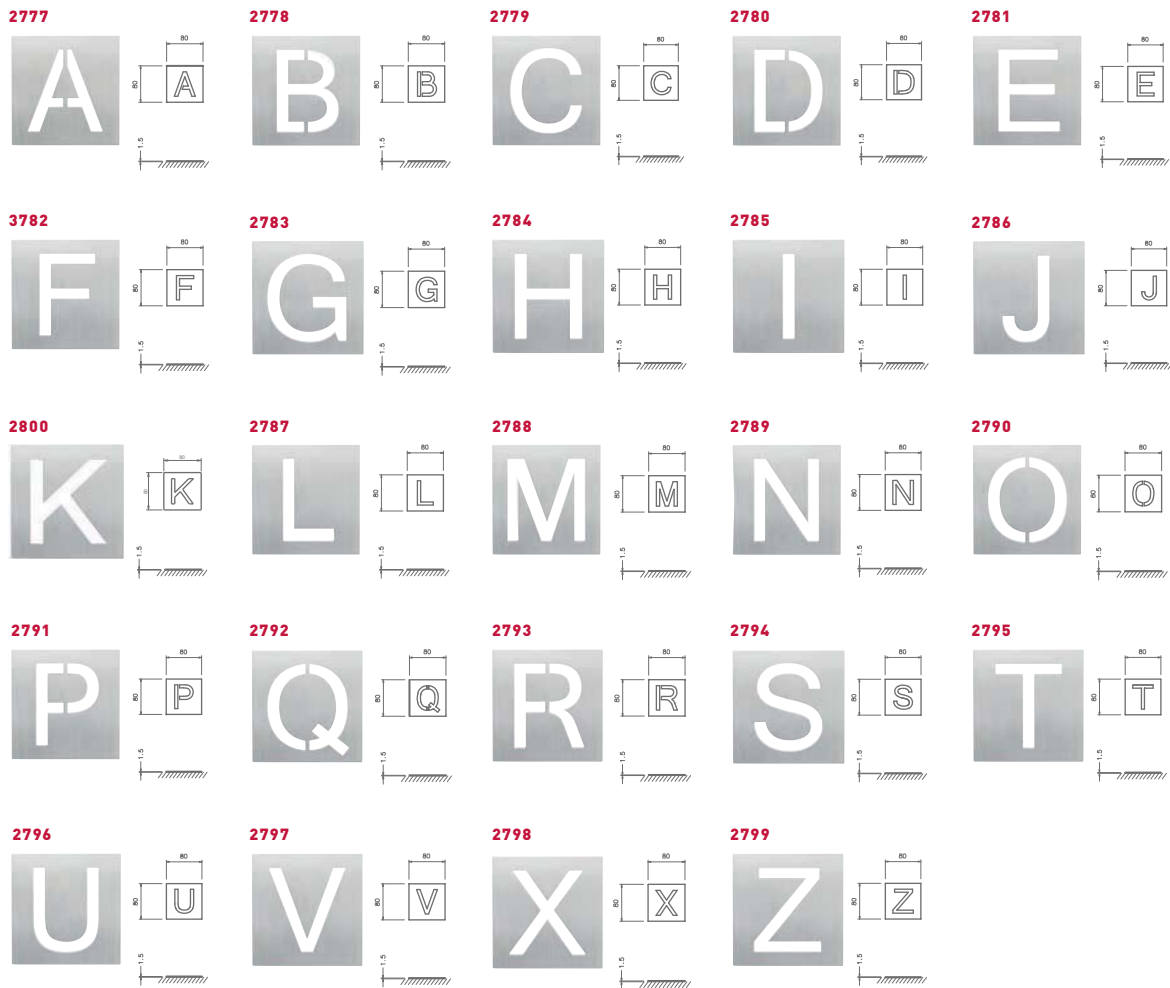 2777 2778 2779 2780 2781
A 80 80 A 1.5
B 80 80 B 1.5
C 80 80 C 1.5
D 80 80 D 1.5
E 80 80 E 1.5
3782 2783 2784 2785 2786
F 80 80 F 1.5
G 80 80 G 1.5
H 80 80 H 1.5
I 80 80 I 1.5
J 80 80 J 1.5
2800 2787 2788 2789 2790
K 80 80 K 1.5
L 80 80 L 1.5
M 80 80 M 1.5
N 80 80 N 1.5
O 80 80 O 1.5
2791 2792 2793 2794 2795
P 80 80 P 1.5
Q 80 80 Q 1.5
R 80 80 R 1.5
S 80 80 S 1.5
T 80 80 T 1.5
2796 2797 2798 2799
U 80 80 U 1.5
V 80 80 V 1.5
X 80 80 X 1.5
Z 80 80 Z 1.5